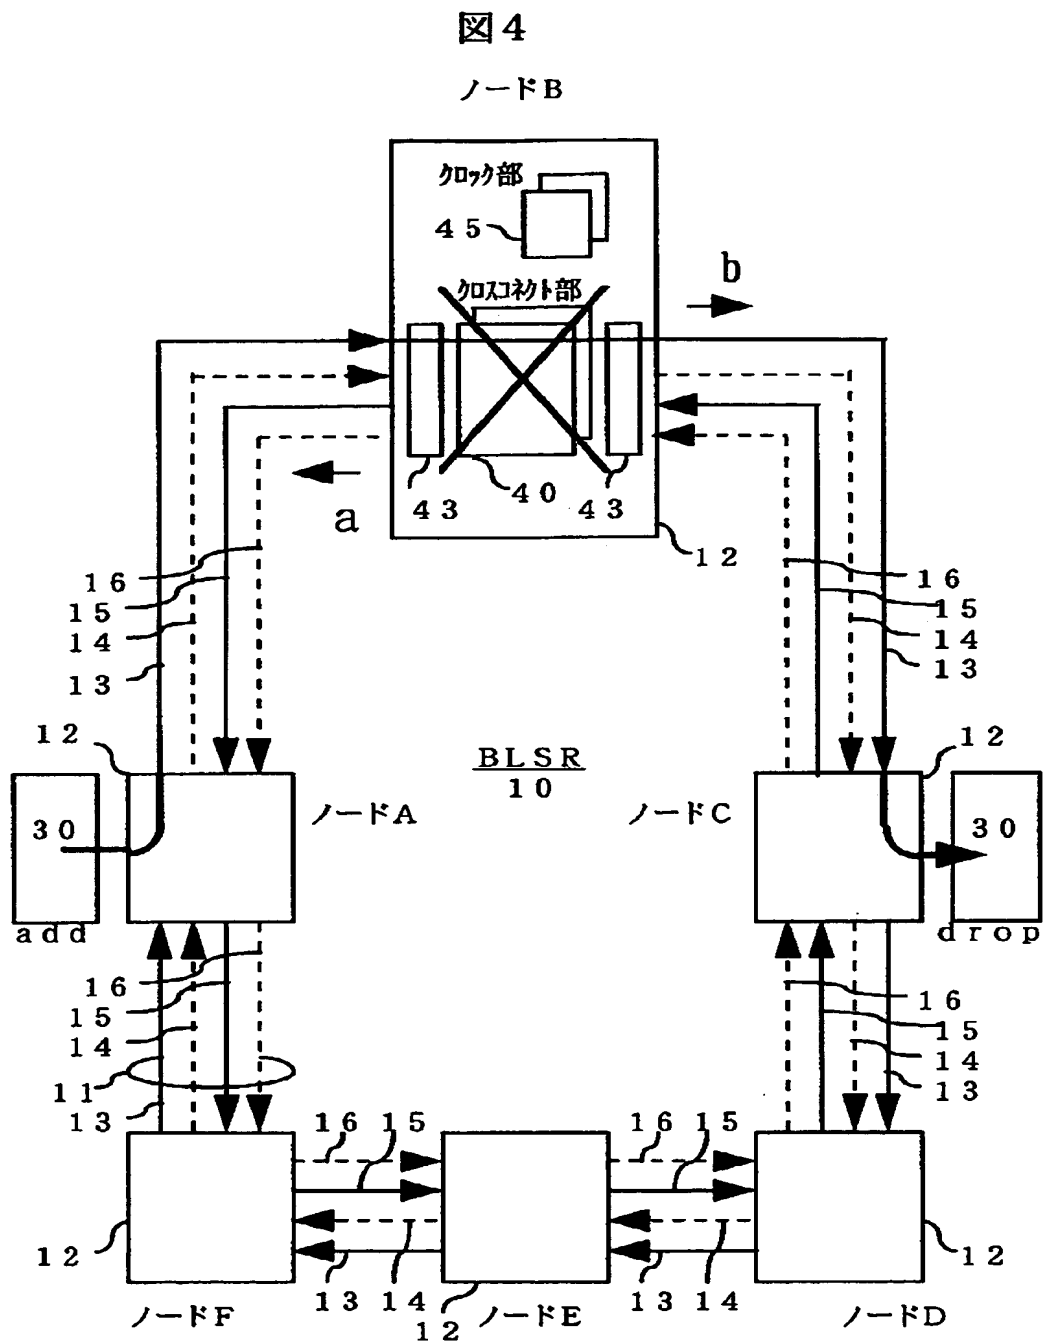 図４
ノードＢ
クロック部
４５
クロスコネクト部
b
a
４３
４０
４３
１２
１６
１５
１４
１３
１６
１５
１４
１３
１２
１２
BLSR
１０
３０
ノードＡ
ノードＣ
３０
add
drop
１６
１５
１４
１１
１３
１６
１５
１４
１３
１６
１５
１６
１５
１２
１２
１３
１４
１３
１４
ノードＦ
１２
ノードＥ
ノードＤ